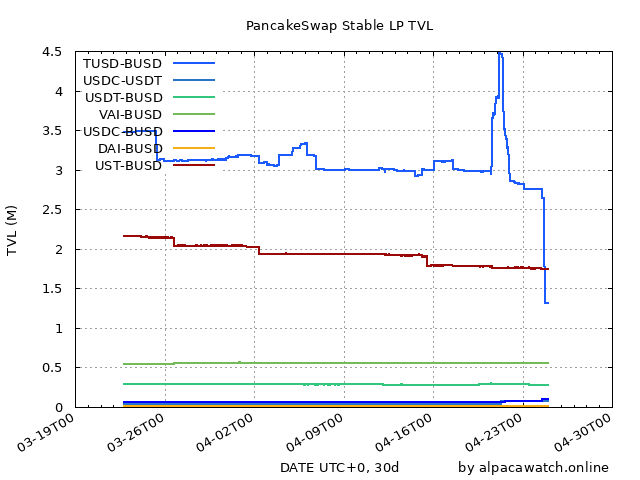 PancakeSwap Stable LP TVL
TVL (M)
4.5
4
3.5
3
2.5
2
1.5
1
0.5
0
TUSD-BUSD
USDC-USDT
USDT-BUSD
VAI-BUSD
USDC-BUSD
DAI-BUSD
UST-BUSD
03-19T00
03-26T00
04-02T00
04-09T00
04-16T00
04-23T00
04-30T00
DATE UTC+0, 30d
by alpacawatch.online